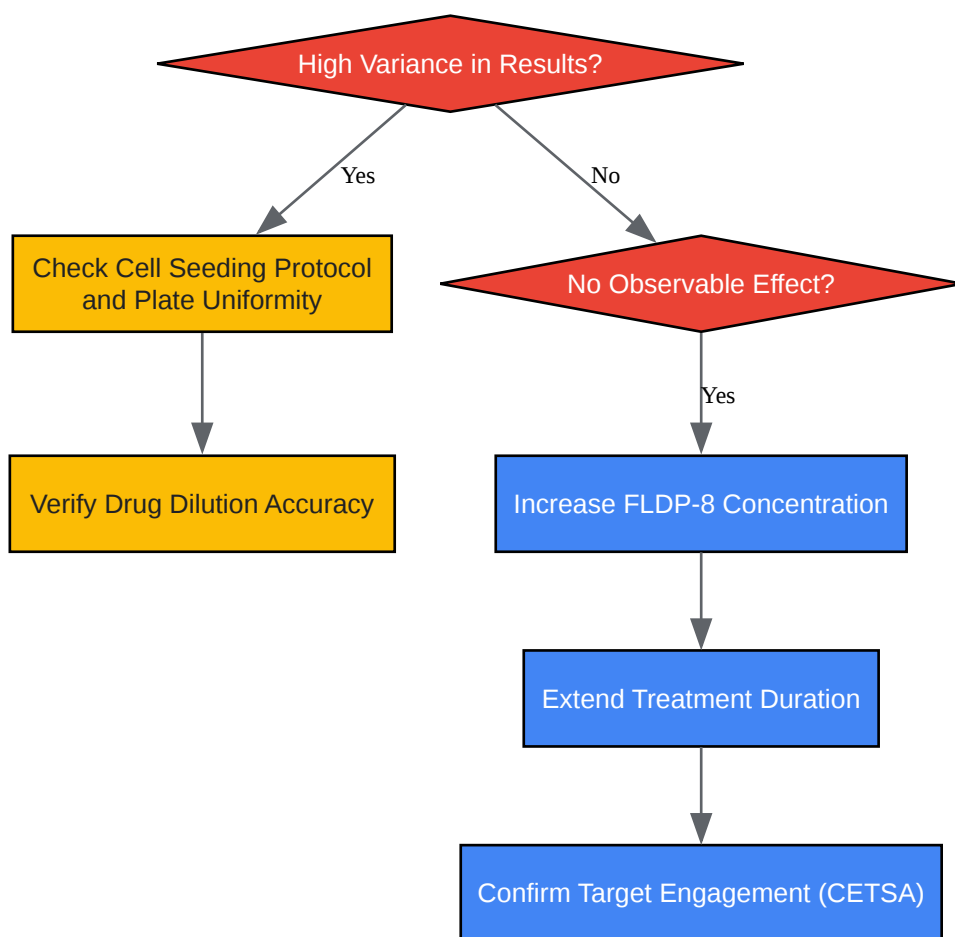 High Variance in Results?
Yes
No
Check Cell Seeding Protocol
and Plate Uniformity
No Observable Effect?
Yes
Verify Drug Dilution Accuracy
Increase FLDP-8 Concentration
Extend Treatment Duration
Confirm Target Engagement (CETSA)